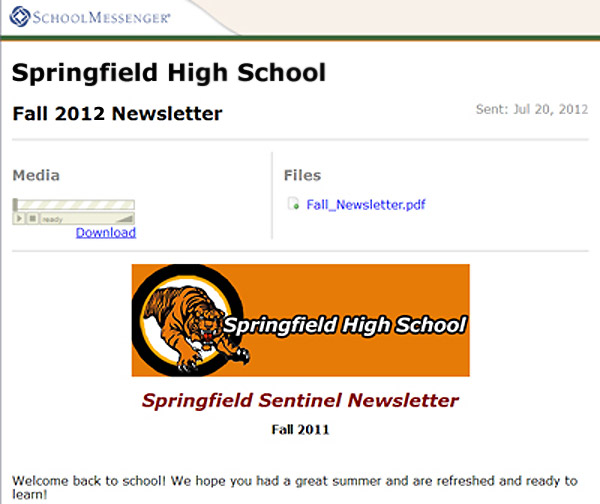 SCHOOLMESSENGER®
Springfield High School
Fall 2012 Newsletter
Sent: Jul 20, 2012
Media
Files
ready
Fall_Newsletter.pdf
Download
Springfield High School
Springfield Sentinel Newsletter
Fall 2011
Welcome back to school! We hope you had a great summer and are refreshed and ready to
learn!